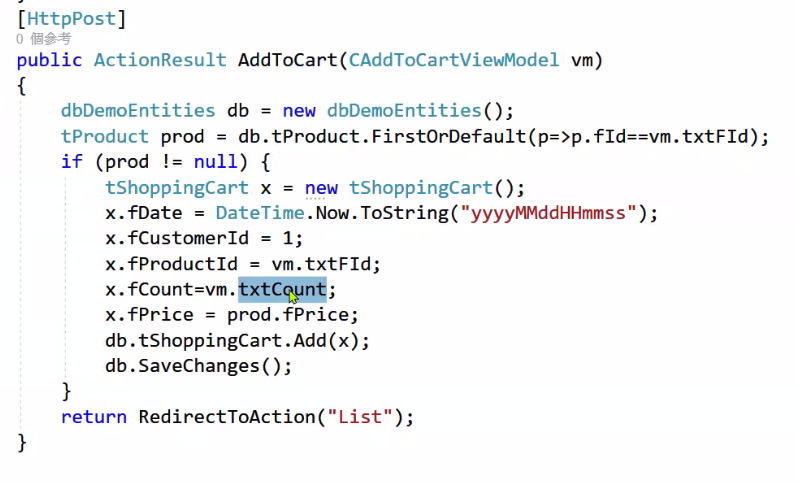 [HttpPost]
0 個參考
public ActionResult AddToCart(CAddToCartViewModel vm)
{
dbDemoEntities db = new dbDemoEntities();
tProduct prod = db.tProduct.FirstOrDefault(p=>p.fId==vm.txtFId);
if (prod != null) {
tShoppingCart x = new tShoppingCart();
x.fDate = DateTime.Now.ToString("yyyyMMddHHmmss");
x.fCustomerId = 1;
x.fProductId = vm.txtFId;
x.fCount=vm.txtCount;
x.fPrice = prod.fPrice;
db.tShoppingCart.Add(x);
db.SaveChanges();
}
return RedirectToAction("List");
}